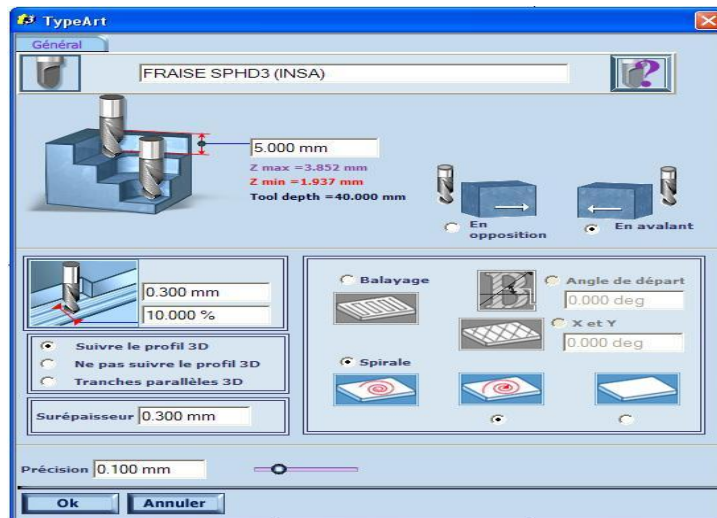 TypeArt
Général
FRAISE SPHD3 (INSA)
?
5.000 mm
Z max =3.852 mm
Z min =1.937 mm
Tool depth =40.000 mm
En opposition
En avalant
0.300 mm
10.000 %
Suivre le profil 3D
Ne pas suivre le profil 3D
Tranches parallèles 3D
Surépaisseur 0.300 mm
Balayage
Angle de départ
0.000 deg
X et Y
0.000 deg
Spirale
Précision 0.100 mm
Ok Annuler